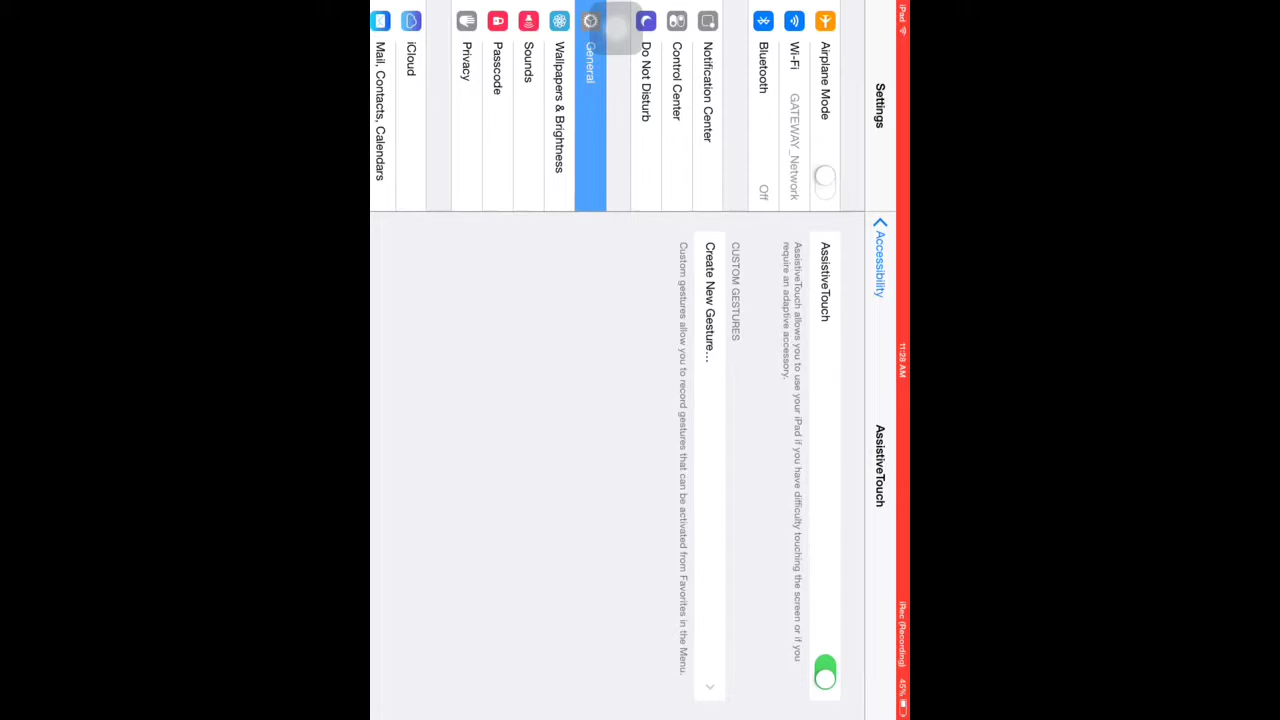 iPad
11:28 AM
iRec (Recording)
45%
Settings
Airplane Mode
Wi-Fi GATEWAY_Network
Bluetooth Off
Notification Center
Control Center
Do Not Disturb
General
Wallpapers & Brightness
Sounds
Passcode
Privacy
iCloud
Mail, Contacts, Calendars
Accessibility
AssistiveTouch
AssistiveTouch
AssistiveTouch allows you to use your iPad if you have difficulty touching the screen or if you
require an adaptive accessory.
CUSTOM GESTURES
Create New Gesture...
Custom gestures allow you to record gestures that can be activated from Favorites in the Menu.